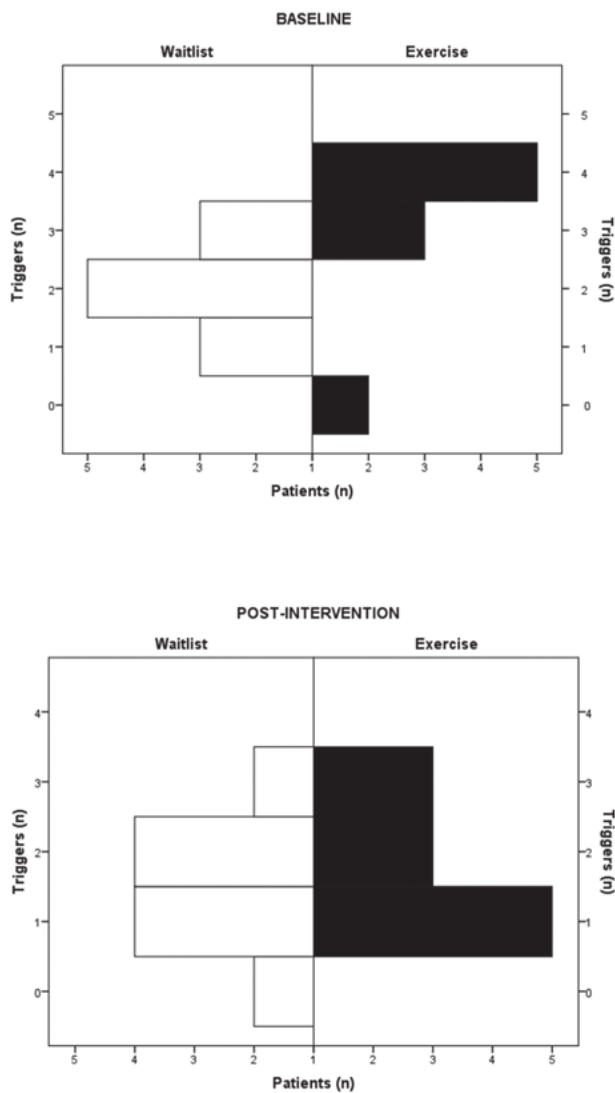 BASELINE
Waitlist Exercise
5 5
4 4
3 3
2 2
1 1
0 0
Triggers (n) Triggers (n)
5 4 3 2 1 2 3 4 5
Patients (n)
POST-INTERVENTION
Waitlist Exercise
4 4
3 3
2 2
1 1
0 0
Triggers (n) Triggers (n)
5 4 3 2 1 2 3 4 5
Patients (n)